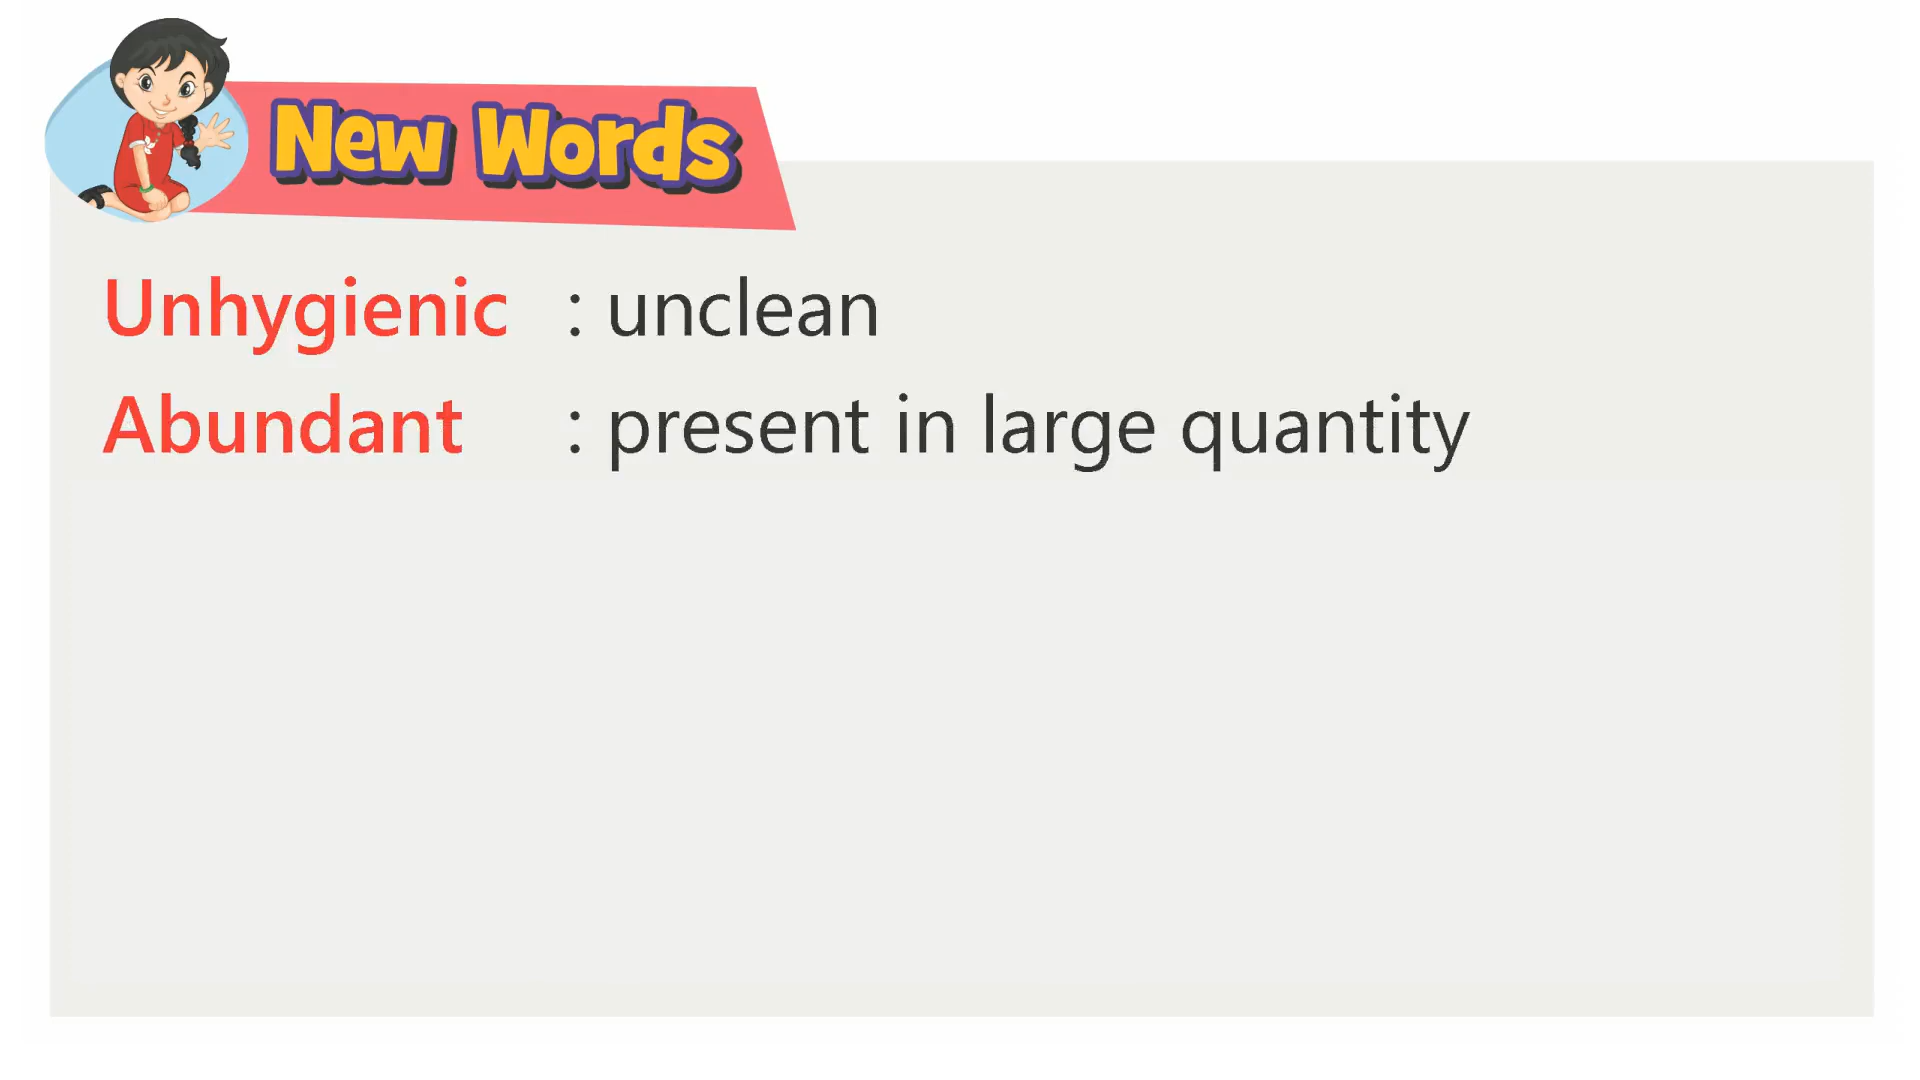 New Words
Unhygienic : unclean
Abundant : present in large quantity